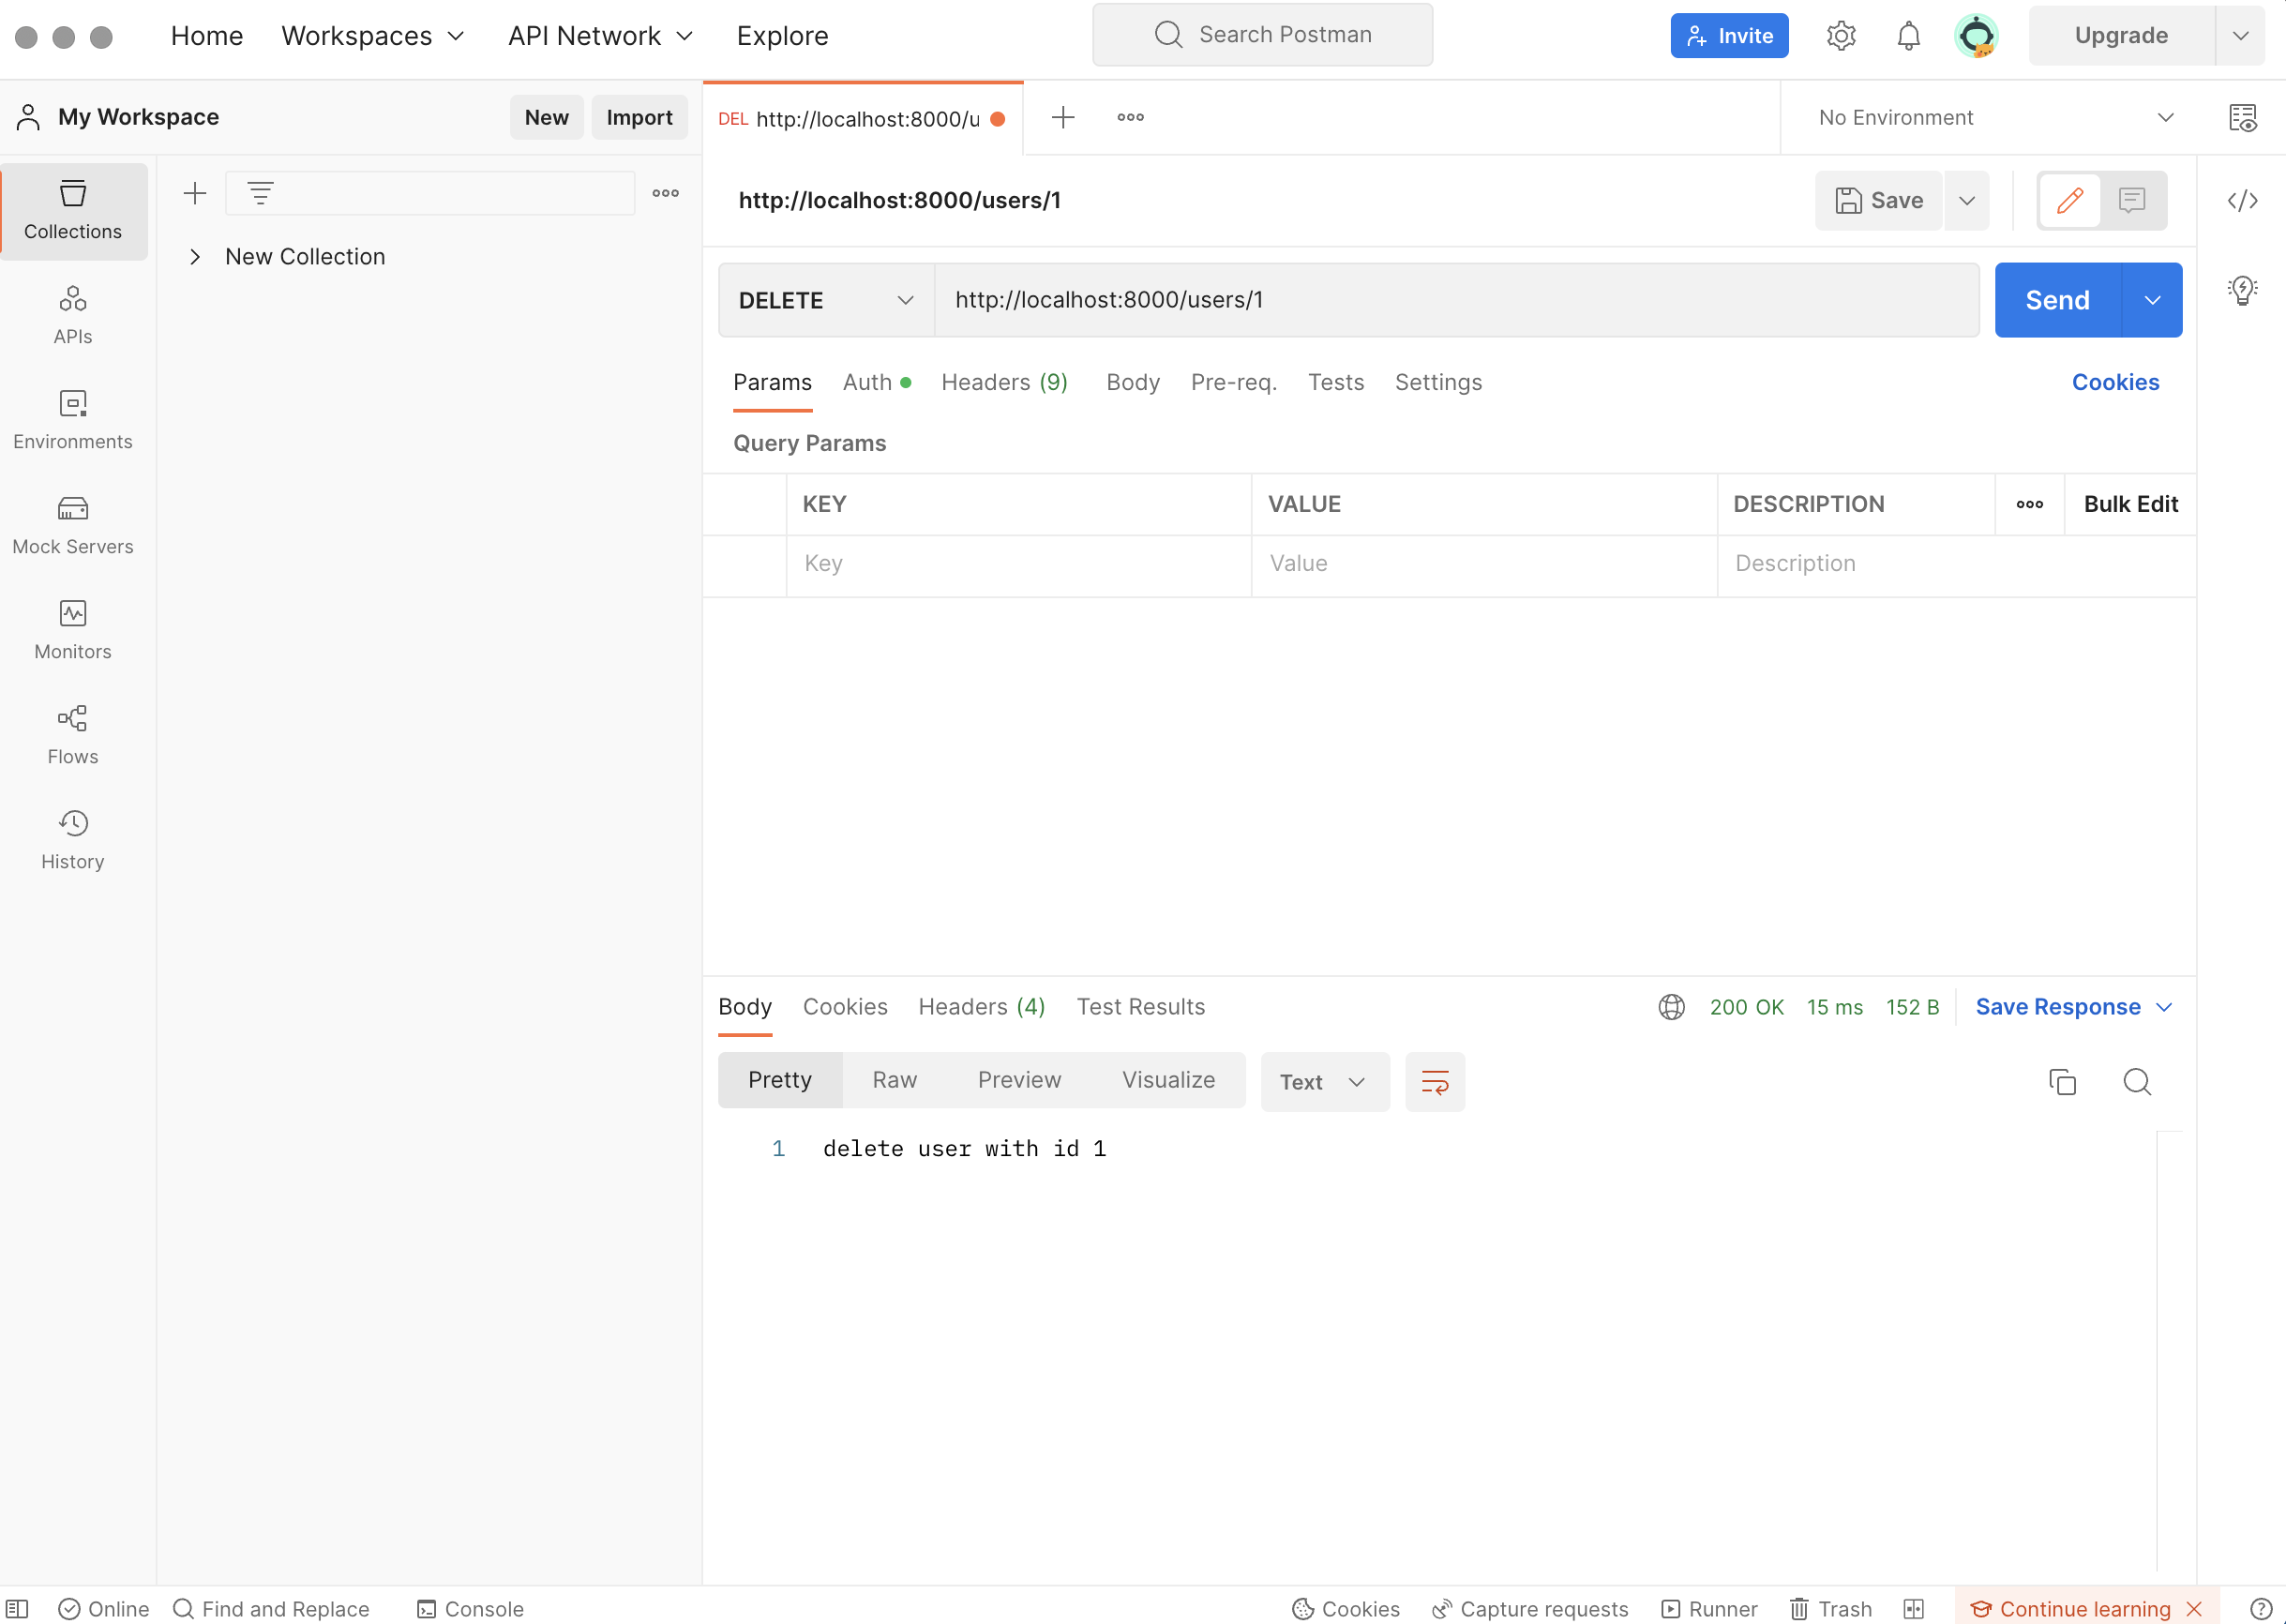 Home Workspaces API Network Explore Search Postman Invite Upgrade
My Workspace New Import DEL http://localhost:8000/u No Environment
http://localhost:8000/users/1 Save
Collections
New Collection
DELETE http://localhost:8000/users/1 Send
APIs
Params Auth Headers (9) Body Pre-req. Tests Settings Cookies
Environments
Query Params
KEY VALUE DESCRIPTION Bulk Edit
Mock Servers
Key Value Description
Monitors
Flows
History
Body Cookies Headers (4) Test Results 200 OK 15 ms 152 B Save Response
Pretty Raw Preview Visualize Text
1 delete user with id 1
Online Find and Replace Console Cookies Capture requests Runner Trash Continue learning